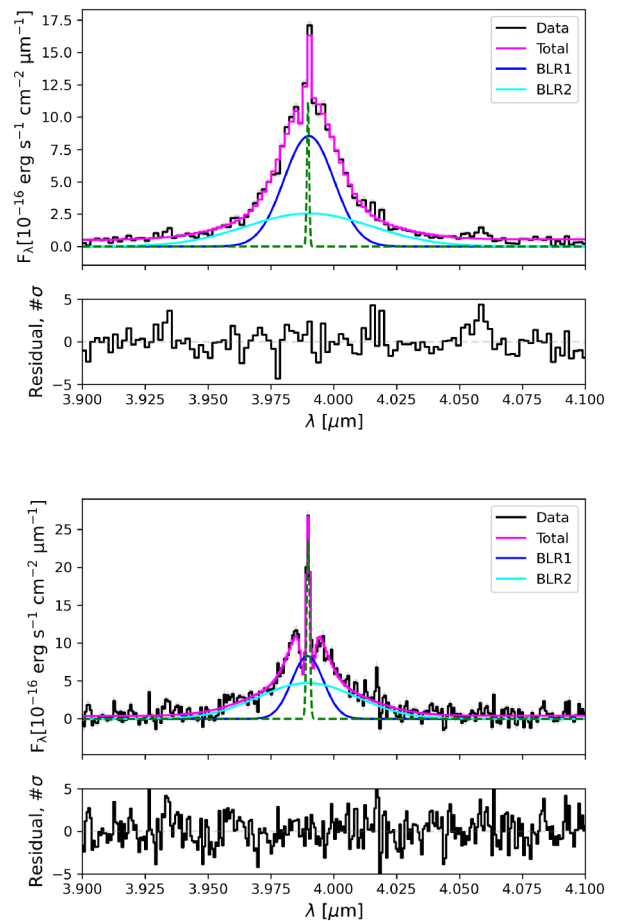 17.5
15.0
12.5
10.0
7.5
5.0
2.5
0.0
Fλ[10⁻¹⁶ erg s⁻¹ cm⁻² μm⁻¹]
Data
Total
BLR1
BLR2
5
0
−5
Residual, #σ
3.900 3.925 3.950 3.975 4.000 4.025 4.050 4.075 4.100
λ [μm]
25
20
15
10
5
0
Fλ[10⁻¹⁶ erg s⁻¹ cm⁻² μm⁻¹]
Data
Total
BLR1
BLR2
5
0
−5
Residual, #σ
3.900 3.925 3.950 3.975 4.000 4.025 4.050 4.075 4.100
λ [μm]